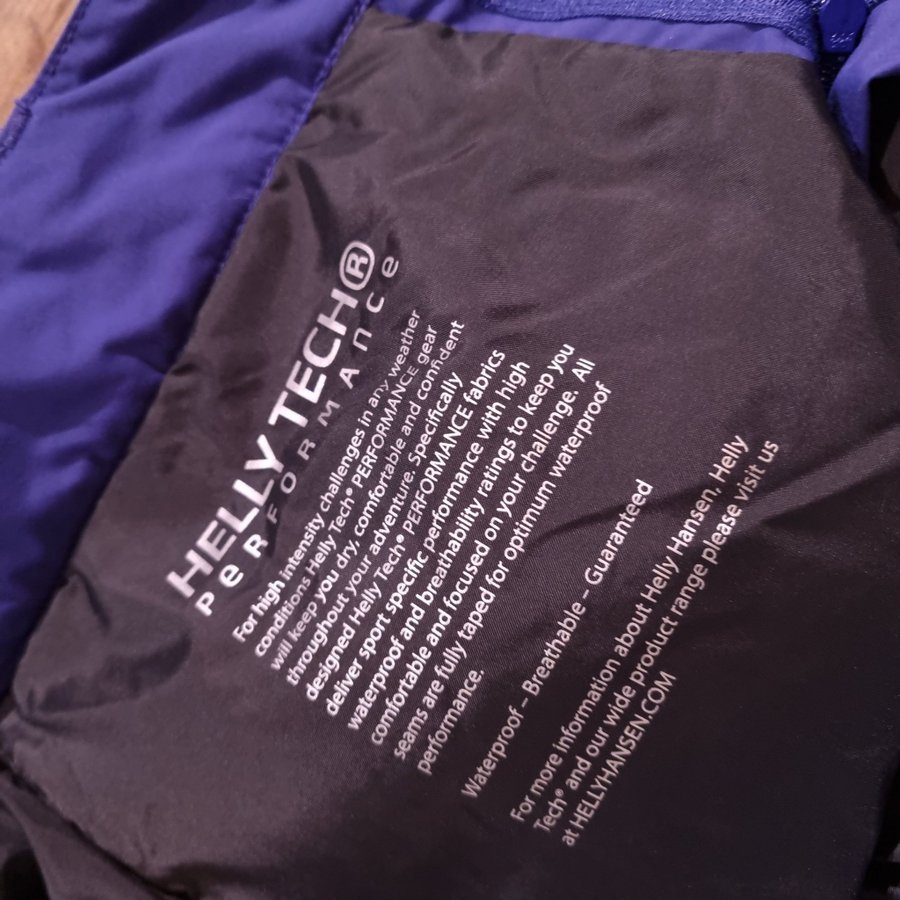 HELLY TECH®
PeRFORMAnce
For high intensity challenges in any weather
conditions Helly Tech® PERFORMANCE gear
will keep you dry, comfortable and confident
throughout your adventure. Specifically
designed Helly Tech® PERFORMANCE fabrics
deliver sport specific performance with high
waterproof and breathability ratings to keep you
comfortable and focused on your challenge. All
seams are fully taped for optimum waterproof
performance.
Waterproof – Breathable – Guaranteed
For more information about Helly Hansen, Helly
Tech® and our wide product range please visit us
at HELLYHANSEN.COM